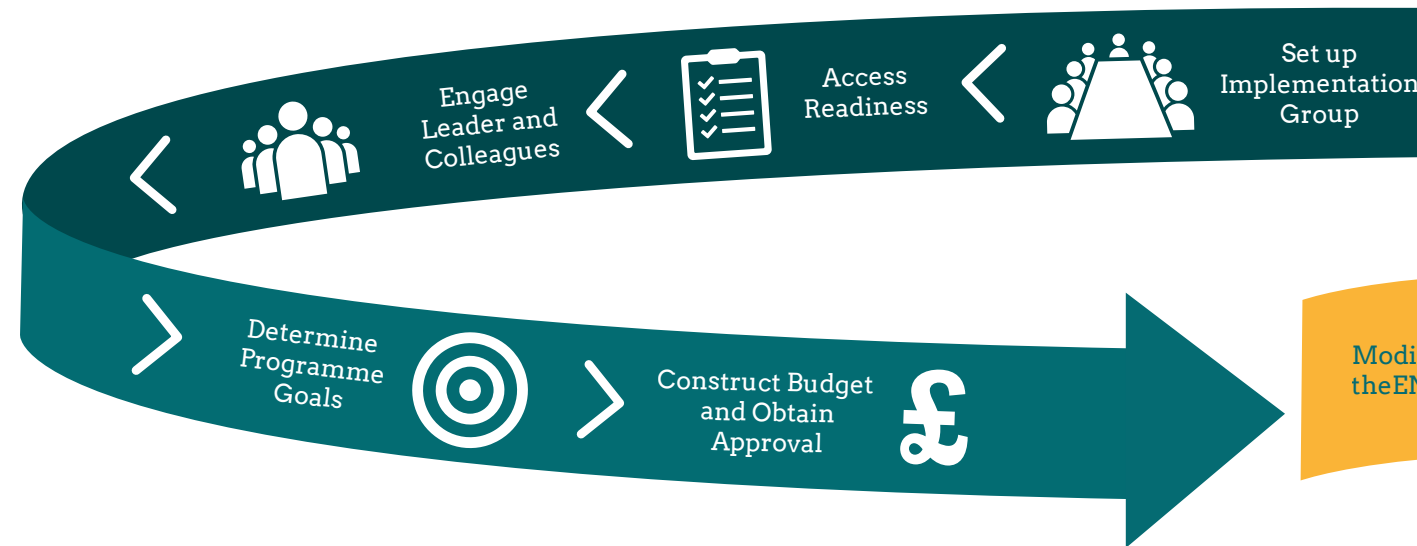 Set up
Implementation
Group
Access
Readiness
Engage
Leader and
Colleagues
Determine
Programme
Goals
Construct Budget
and Obtain
Approval
£